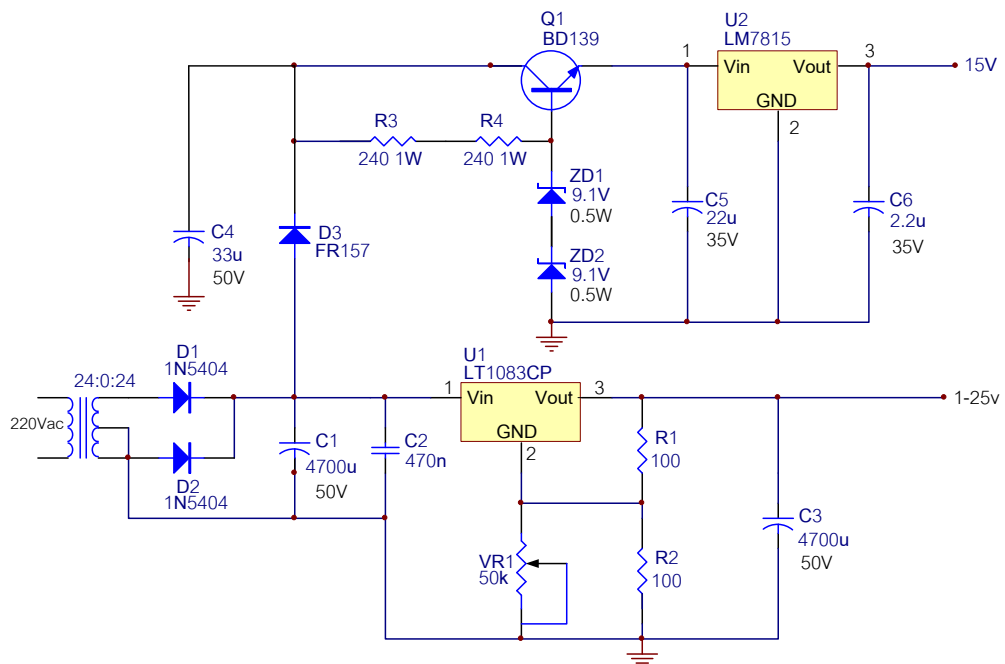 Q1
BD139
U2
LM7815
1
Vin
Vout
GND
3
2
15V
R3
240 1W
R4
240 1W
ZD1
9.1V
0.5W
C5
22u
35V
C6
2.2u
35V
C4
33u
50V
D3
FR157
ZD2
9.1V
0.5W
D1
1N5404
24:0:24
220Vac
D2
1N5404
C1
4700u
50V
C2
470n
U1
LT1083CP
1
Vin
Vout
GND
3
2
1-25v
R1
100
VR1
50k
R2
100
C3
4700u
50V